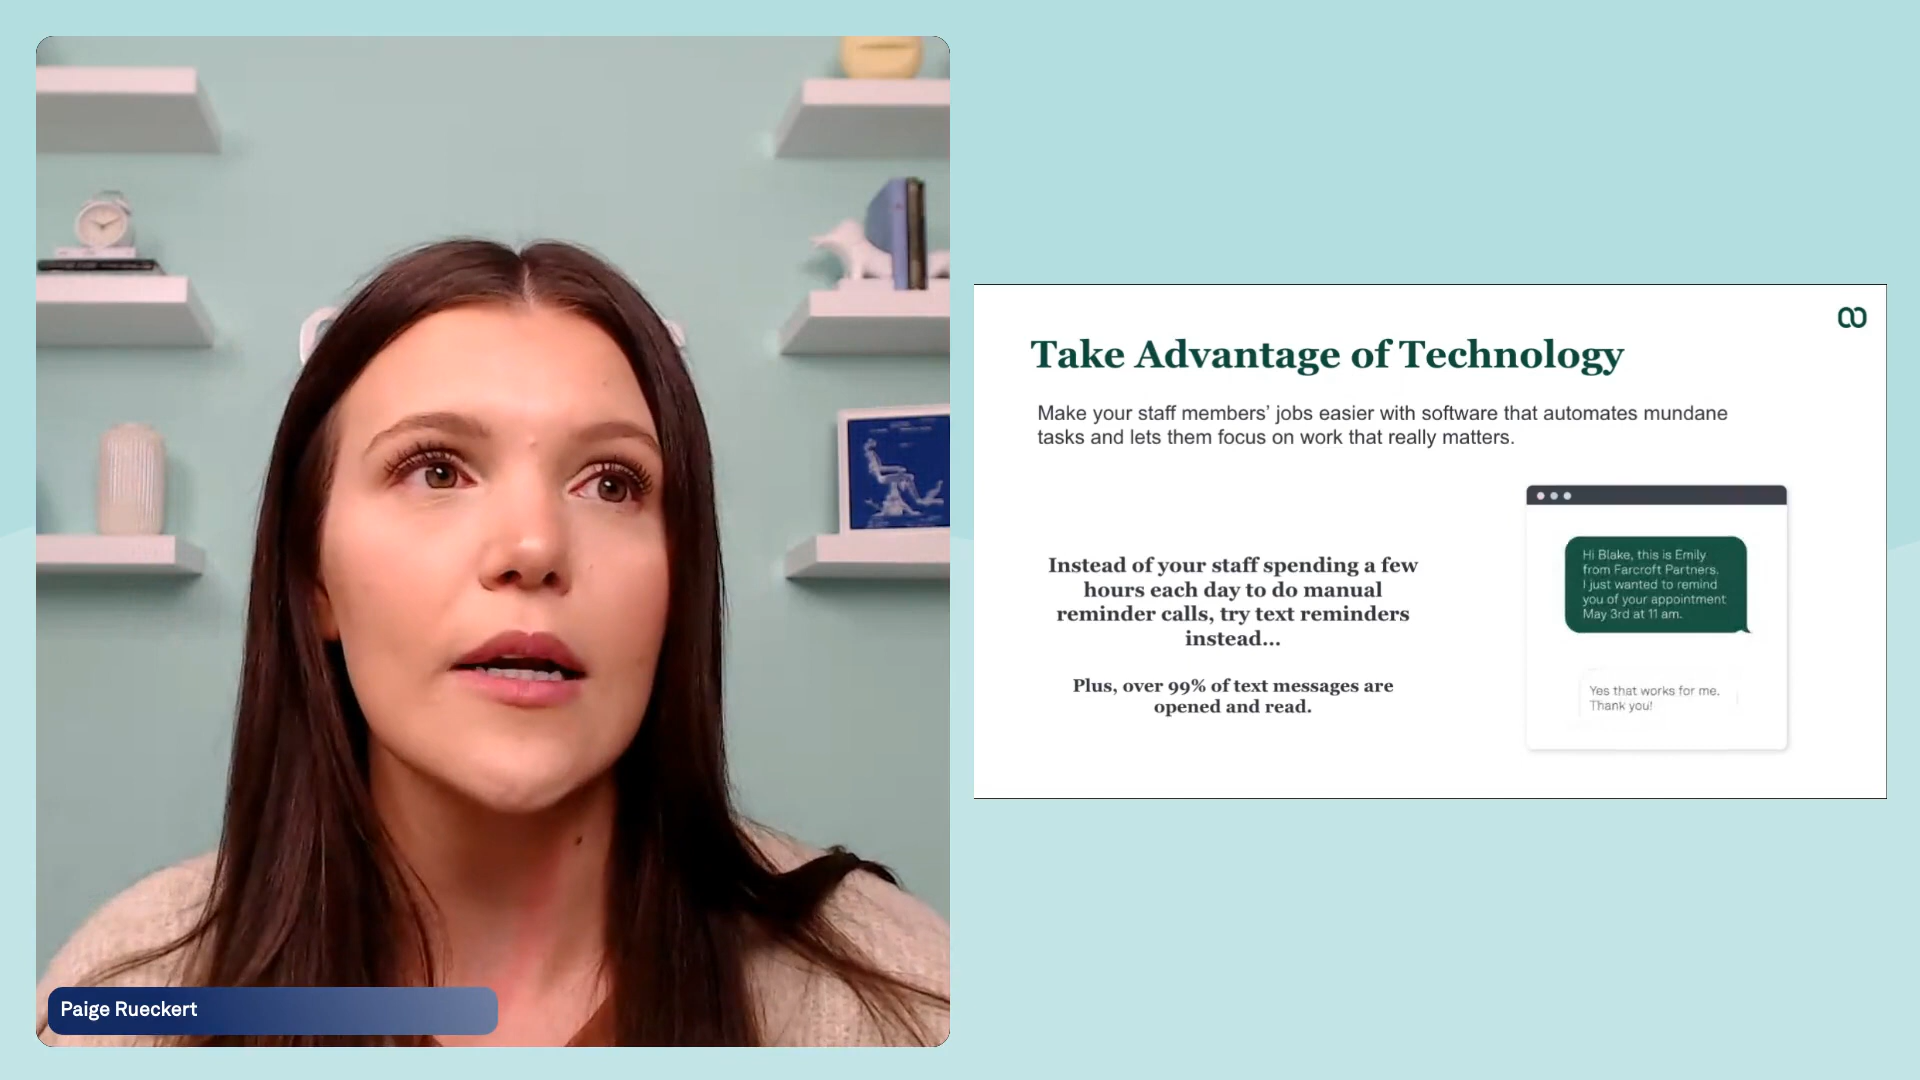 Paige Rueckert
Take Advantage of Technology
Make your staff members’ jobs easier with software that automates mundane
tasks and lets them focus on work that really matters.
Instead of your staff spending a few
hours each day to do manual
reminder calls, try text reminders
instead...
Plus, over 99% of text messages are
opened and read.
Hi Blake, this is Emily
from Farcroft Partners.
I just wanted to remind
you of your appointment
May 3rd at 11 am.
Yes that works for me.
Thank you!